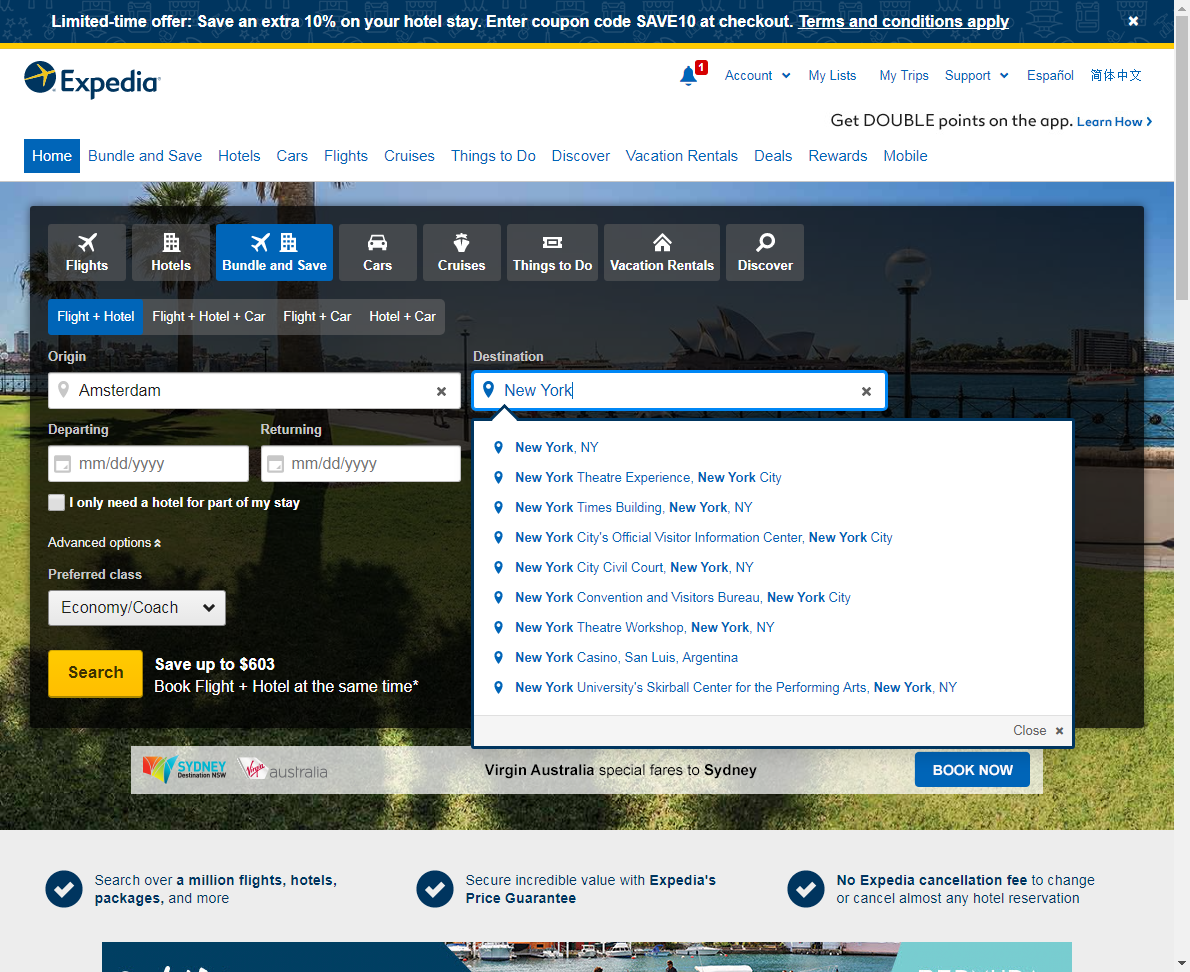 Limited-time offer: Save an extra 10% on your hotel stay. Enter coupon code SAVE10 at checkout. Terms and conditions apply
Expedia
1
Account
My Lists
My Trips
Support
Español
简体中文
Get DOUBLE points on the app. Learn How
Home
Bundle and Save
Hotels
Cars
Flights
Cruises
Things to Do
Discover
Vacation Rentals
Deals
Rewards
Mobile
Flights
Hotels
Bundle and Save
Cars
Cruises
Things to Do
Vacation Rentals
Discover
Flight + Hotel
Flight + Hotel + Car
Flight + Car
Hotel + Car
Origin
Amsterdam
Destination
New York
Departing
mm/dd/yyyy
Returning
mm/dd/yyyy
I only need a hotel for part of my stay
Advanced options
Preferred class
Economy/Coach
Search
Save up to $603
Book Flight + Hotel at the same time*
New York, NY
New York Theatre Experience, New York City
New York Times Building, New York, NY
New York City's Official Visitor Information Center, New York City
New York City Civil Court, New York, NY
New York Convention and Visitors Bureau, New York City
New York Theatre Workshop, New York, NY
New York Casino, San Luis, Argentina
New York University's Skirball Center for the Performing Arts, New York, NY
Close
SYDNEY
Destination NSW
Virgin australia
Virgin Australia special fares to Sydney
BOOK NOW
Search over a million flights, hotels,
packages, and more
Secure incredible value with Expedia's
Price Guarantee
No Expedia cancellation fee to change
or cancel almost any hotel reservation